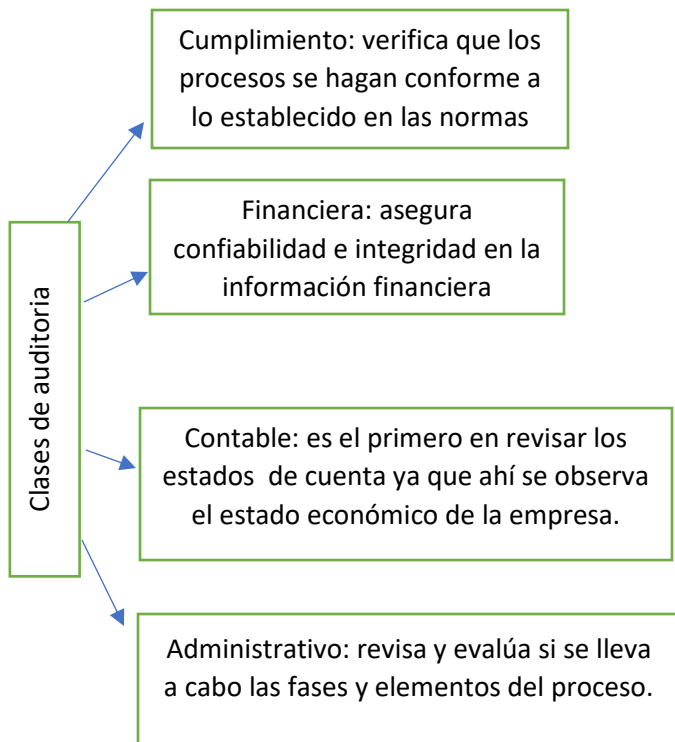 Cumplimiento: verifica que los
procesos se hagan conforme a
lo establecido en las normas
Financiera: asegura
confiabilidad e integridad en la
información financiera
Clases de auditoria
Contable: es el primero en revisar los
estados de cuenta ya que ahí se observa
el estado económico de la empresa.
Administrativo: revisa y evalúa si se lleva
a cabo las fases y elementos del proceso.